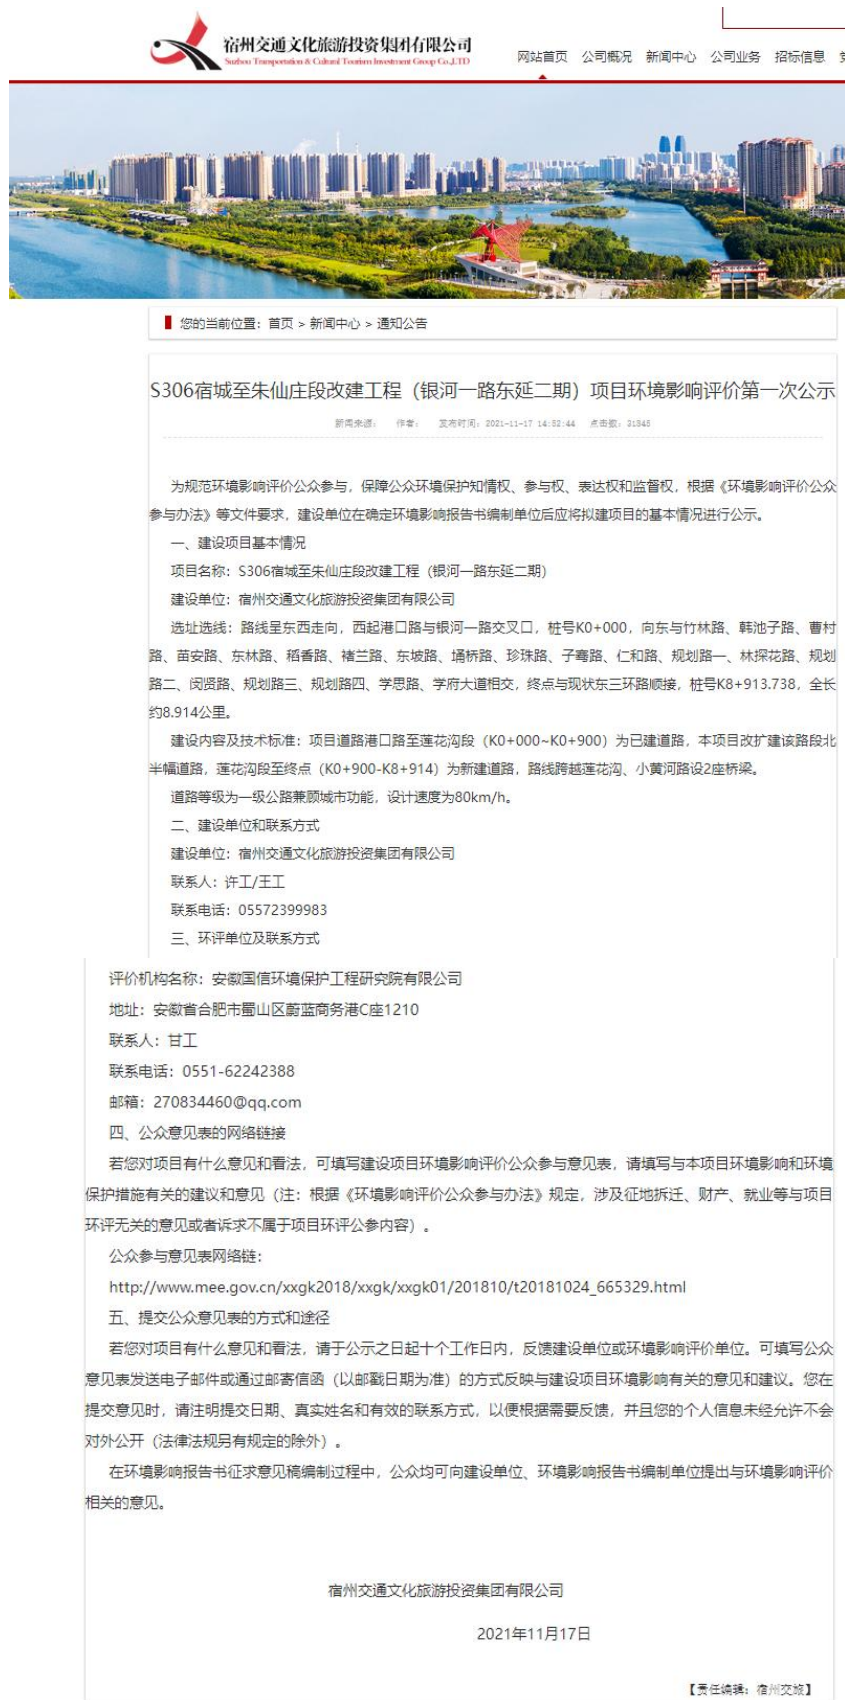 宿州交通文化旅游投资集团有限公司
Suzhou Transportation & Cultural Tourism Investment Group Co.,LTD
网站首页 公司概况 新闻中心 公司业务 招标信息
您的当前位置：首页 > 新闻中心 > 通知公告
S306宿城至朱仙庄段改建工程（银河一路东延二期）项目环境影响评价第一次公示
新闻来源： 作者： 发布时间：2021-11-17 14:52:44 点击数：31845
为规范环境影响评价公众参与，保障公众环境保护知情权、参与权、表达权和监督权，根据《环境影响评价公众
参与办法》等文件要求，建设单位在确定环境影响报告书编制单位后应将拟建项目的基本情况进行公示。
一、建设项目基本情况
项目名称：S306宿城至朱仙庄段改建工程（银河一路东延二期）
建设单位：宿州交通文化旅游投资集团有限公司
选址选线：路线呈东西走向，西起港口路与银河一路交叉口，桩号K0+000，向东与竹林路、韩池子路、曹村
路、苗安路、东林路、稻香路、褚兰路、东坡路、埇桥路、珍珠路、子骞路、仁和路、规划路一、林探花路、规划
路二、闵贤路、规划路三、规划路四、学思路、学府大道相交，终点与现状东三环路顺接，桩号K8+913.738，全长
约8.914公里。
建设内容及技术标准：项目道路港口路至莲花沟段（K0+000~K0+900）为已建道路，本项目改扩建该路段北
半幅道路，莲花沟段至终点（K0+900-K8+914）为新建道路，路线跨越莲花沟、小黄河路设2座桥梁。
道路等级为一级公路兼顾城市功能，设计速度为80km/h。
二、建设单位和联系方式
建设单位：宿州交通文化旅游投资集团有限公司
联系人：许工/王工
联系电话：05572399983
三、环评单位及联系方式
评价机构名称：安徽国信环境保护工程研究院有限公司
地址：安徽省合肥市蜀山区蔚蓝商务港C座1210
联系人：甘工
联系电话：0551-62242388
邮箱：270834460@qq.com
四、公众意见表的网络链接
若您对项目有什么意见和看法，可填写建设项目环境影响评价公众参与意见表，请填写与本项目环境影响和环境
保护措施有关的建议和意见（注：根据《环境影响评价公众参与办法》规定，涉及征地拆迁、财产、就业等与项目
环评无关的意见或者诉求不属于项目环评公参内容）。
公众参与意见表网络链：
http://www.mee.gov.cn/xxgk2018/xxgk/xxgk01/201810/t20181024_665329.html
五、提交公众意见表的方式和途径
若您对项目有什么意见和看法，请于公示之日起十个工作日内，反馈建设单位或环境影响评价单位。可填写公众
意见表发送电子邮件或通过邮寄信函（以邮戳日期为准）的方式反映与建设项目环境影响有关的意见和建议。您在
提交意见时，请注明提交日期、真实姓名和有效的联系方式，以便根据需要反馈，并且您的个人信息未经允许不会
对外公开（法律法规另有规定的除外）。
在环境影响报告书征求意见稿编制过程中，公众均可向建设单位、环境影响报告书编制单位提出与环境影响评价
相关的意见。
宿州交通文化旅游投资集团有限公司
2021年11月17日
【责任编辑：宿州交旅】